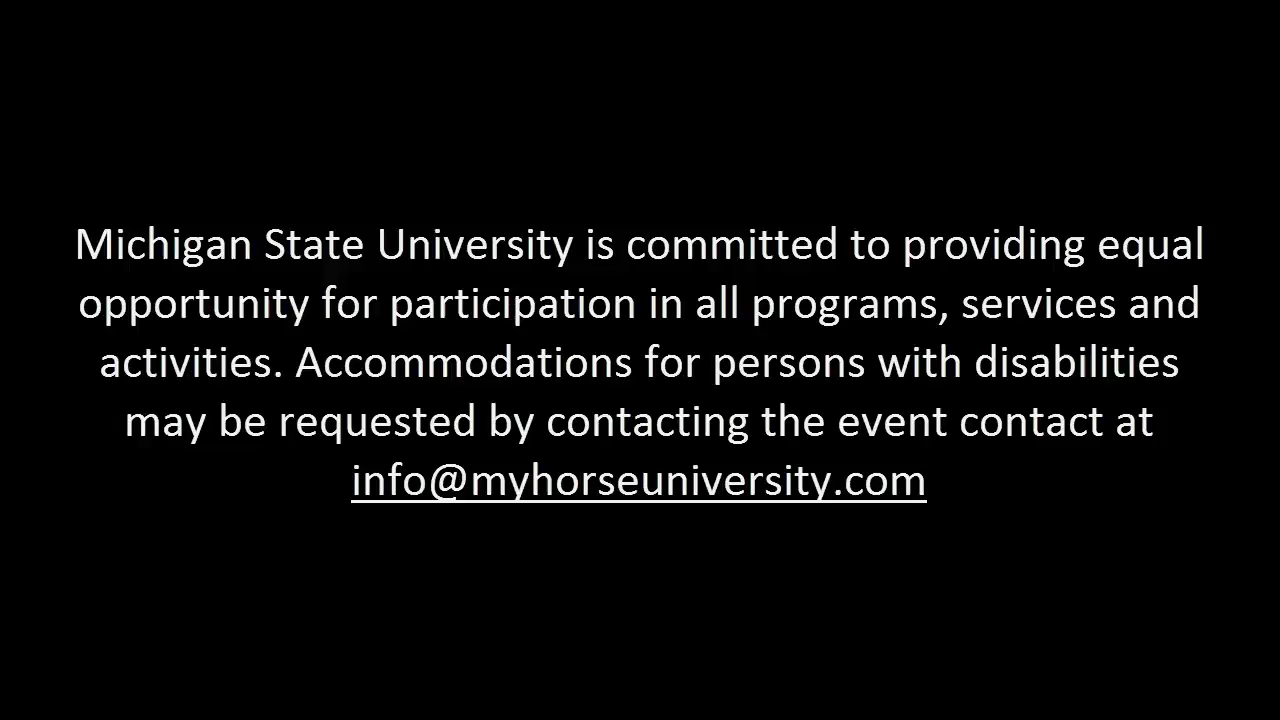 Michigan State University is committed to providing equal
opportunity for participation in all programs, services and
activities. Accommodations for persons with disabilities
may be requested by contacting the event contact at
info@myhorseuniversity.com